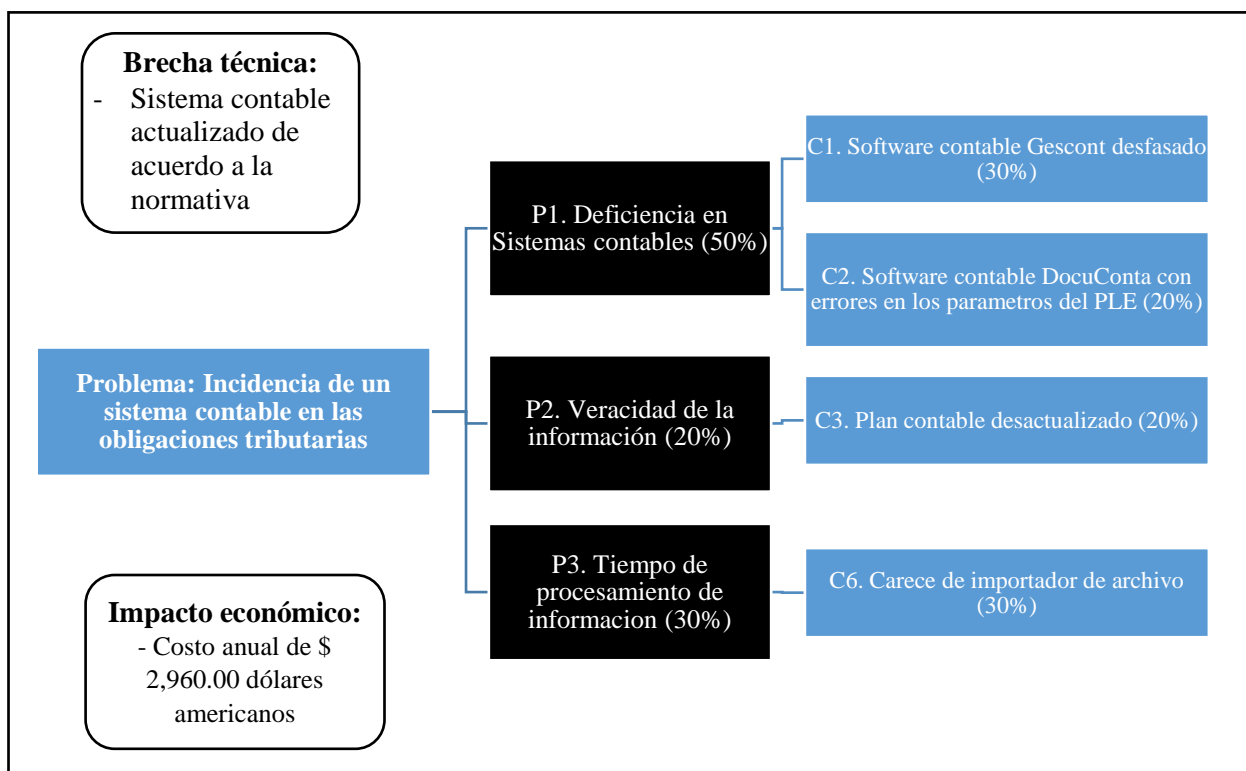 Brecha técnica:
- Sistema contable
actualizado de
acuerdo a la
normativa
Problema: Incidencia de un
sistema contable en las
obligaciones tributarias
Impacto económico:
- Costo anual de $
2,960.00 dólares
americanos
P1. Deficiencia en
Sistemas contables (50%)
P2. Veracidad de la
información (20%)
P3. Tiempo de
procesamiento de
informacion (30%)
C1. Software contable Gescont desfasado
(30%)
C2. Software contable DocuConta con
errores en los parametros del PLE (20%)
C3. Plan contable desactualizado (20%)
C6. Carece de importador de archivo
(30%)